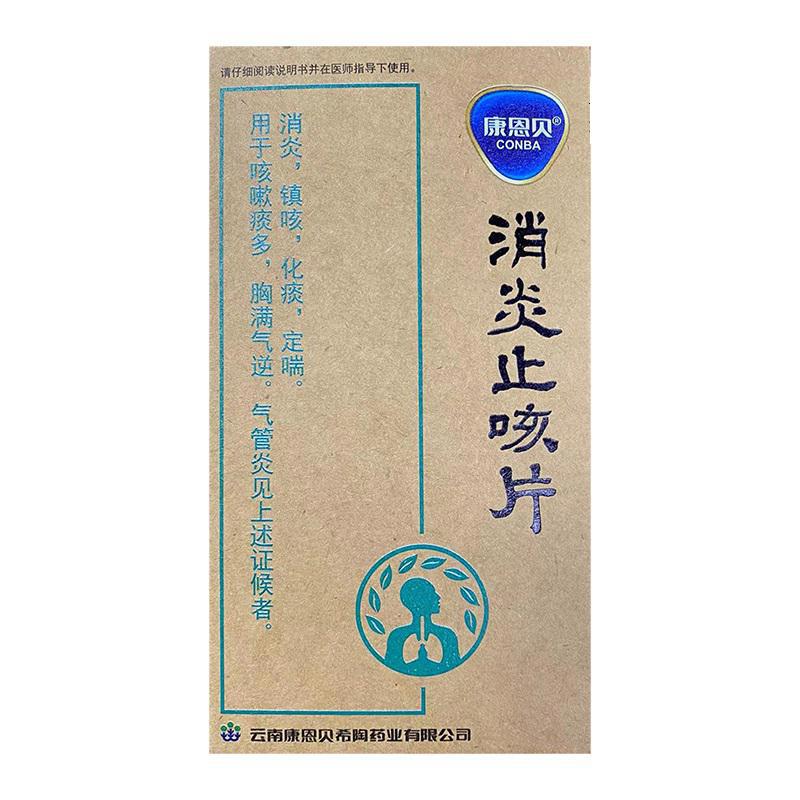 请仔细阅读说明书并在医师指导下使用。
康恩贝®
CONBA
消炎止咳片
消炎，镇咳，化痰，定喘。
用于咳嗽痰多，胸满气逆。气管炎见上述证候者。
云南康恩贝希陶药业有限公司